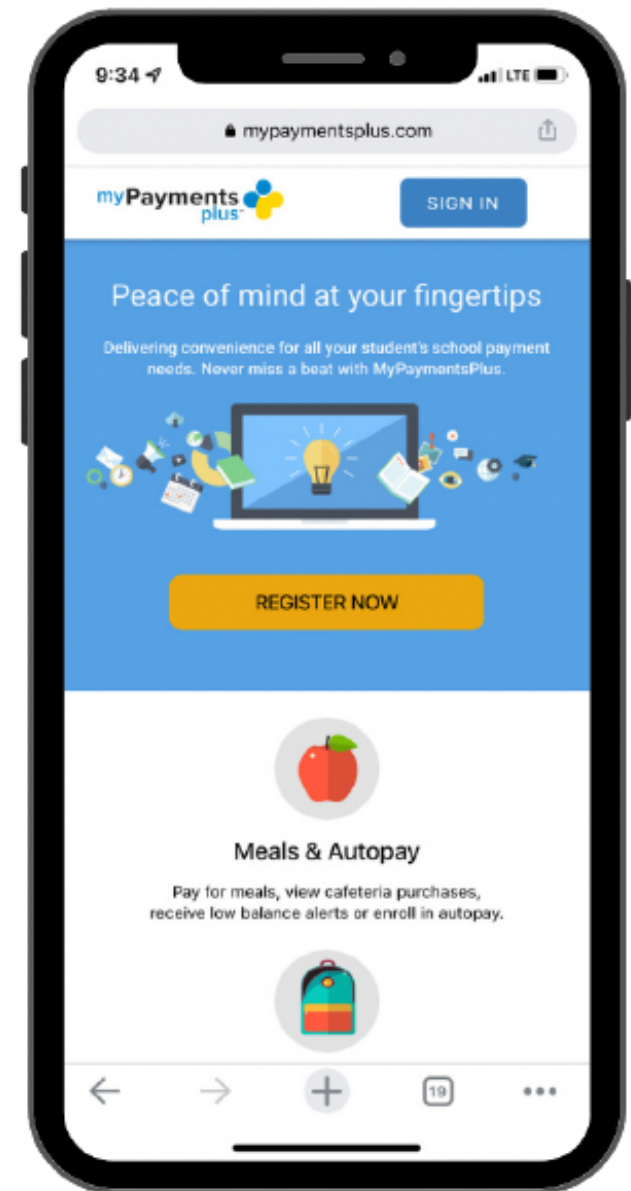 9:34
LTE
mypaymentsplus.com
myPayments
plus™
SIGN IN
Peace of mind at your fingertips
Delivering convenience for all your student's school payment
needs. Never miss a beat with MyPaymentsPlus.
REGISTER NOW
Meals & Autopay
Pay for meals, view cafeteria purchases,
receive low balance alerts or enroll in autopay.
19